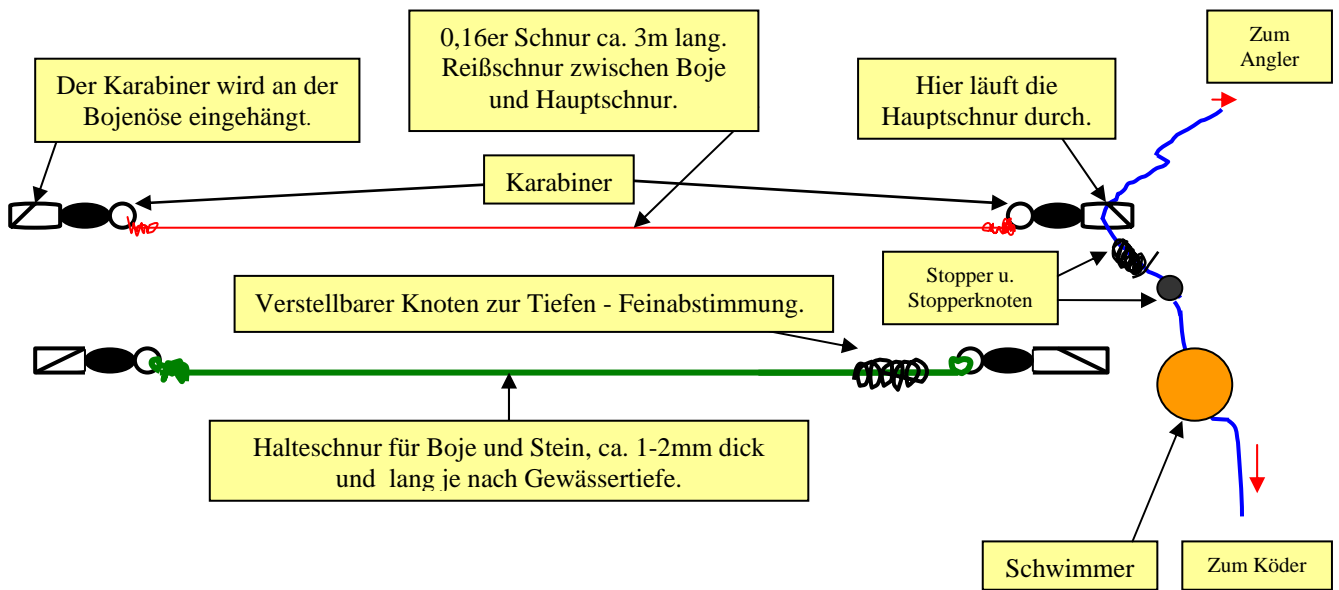 Zum
Angler
0,16er Schnur ca. 3m lang.
Reißschnur zwischen Boje
und Hauptschnur.
Der Karabiner wird an der
Bojenöse eingehängt.
Hier läuft die
Hauptschnur durch.
Karabiner
Stopper u.
Stopperknoten
Verstellbarer Knoten zur Tiefen - Feinabstimmung.
Halteschnur für Boje und Stein, ca. 1-2mm dick
und lang je nach Gewässertiefe.
Schwimmer
Zum Köder